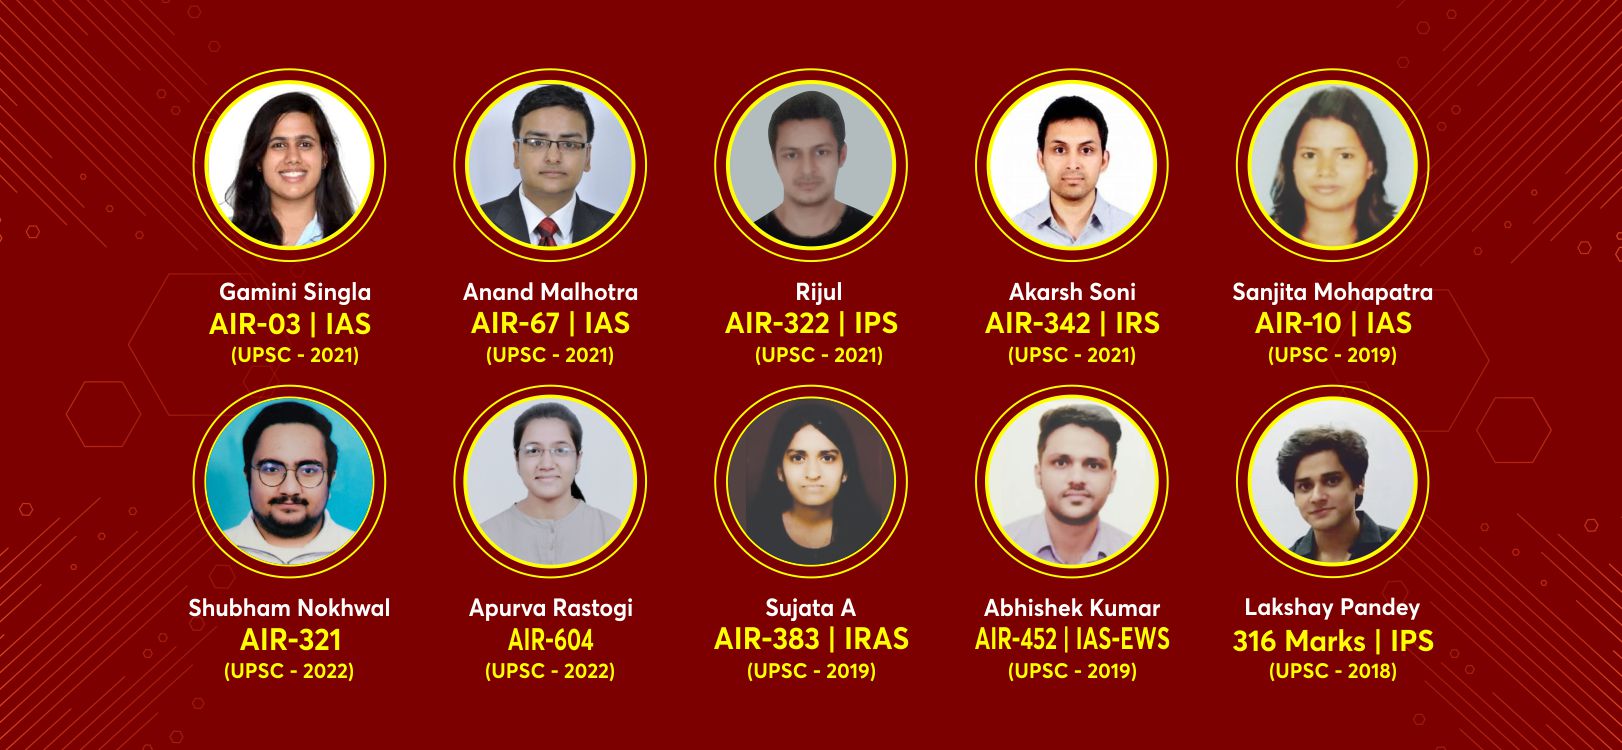 Gamini Singla
AIR-03 | IAS
(UPSC - 2021)
Anand Malhotra
AIR-67 | IAS
(UPSC - 2021)
Rijul
AIR-322 | IPS
(UPSC - 2021)
Akarsh Soni
AIR-342 | IRS
(UPSC - 2021)
Sanjita Mohapatra
AIR-10 | IAS
(UPSC - 2019)
Shubham Nokhwal
AIR-321
(UPSC - 2022)
Apurva Rastogi
AIR-604
(UPSC - 2022)
Sujata A
AIR-383 | IRAS
(UPSC - 2019)
Abhishek Kumar
AIR-452 | IAS-EWS
(UPSC - 2019)
Lakshay Pandey
316 Marks | IPS
(UPSC - 2018)